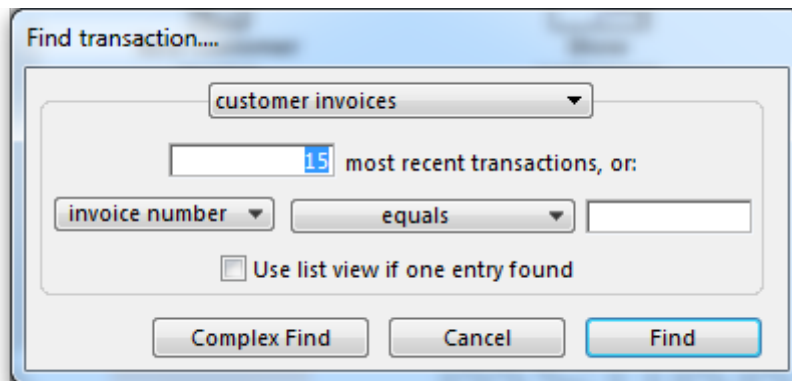 Find transaction....
customer invoices
15 most recent transactions, or:
invoice number equals
Use list view if one entry found
Complex Find Cancel Find